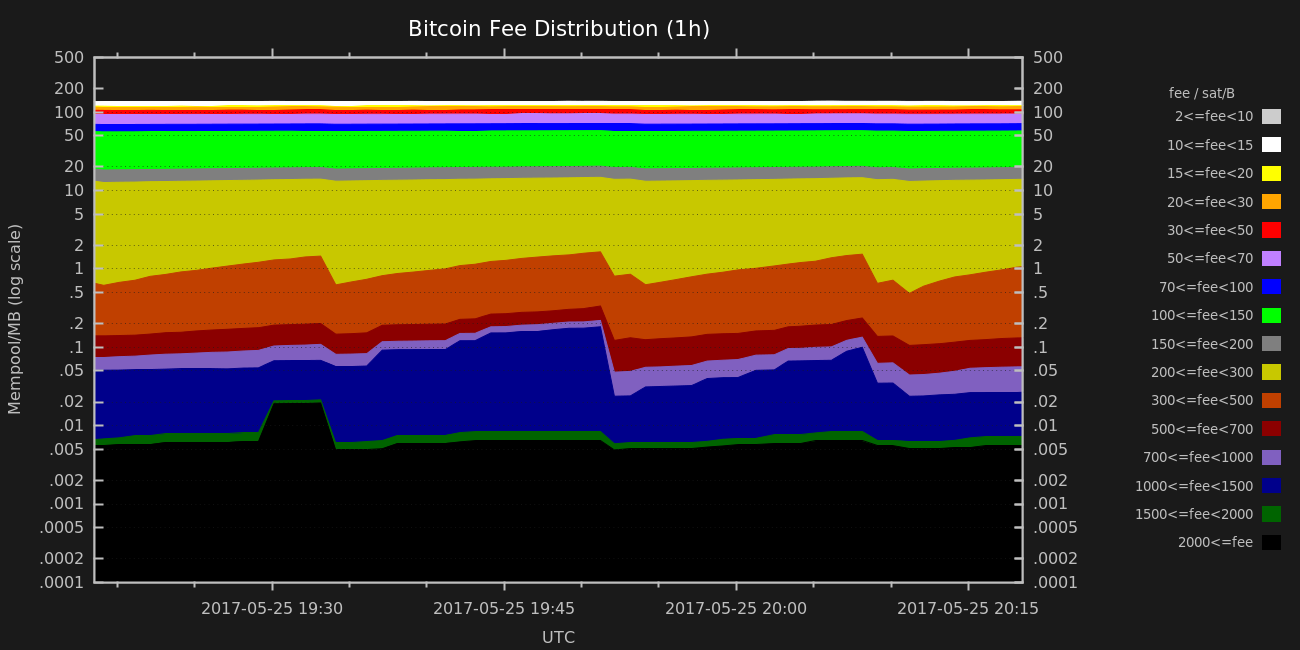 Bitcoin Fee Distribution (1h)
500
200
100
50
20
10
5
2
1
.5
.2
.1
.05
.02
.01
.005
.002
.001
.0005
.0002
.0001
Mempool/MB (log scale)
500
200
100
50
20
10
5
2
1
.5
.2
.1
.05
.02
.01
.005
.002
.001
.0005
.0002
.0001
2017-05-25 19:30
2017-05-25 19:45
2017-05-25 20:00
2017-05-25 20:15
UTC
fee / sat/B
2<=fee<10
10<=fee<15
15<=fee<20
20<=fee<30
30<=fee<50
50<=fee<70
70<=fee<100
100<=fee<150
150<=fee<200
200<=fee<300
300<=fee<500
500<=fee<700
700<=fee<1000
1000<=fee<1500
1500<=fee<2000
2000<=fee